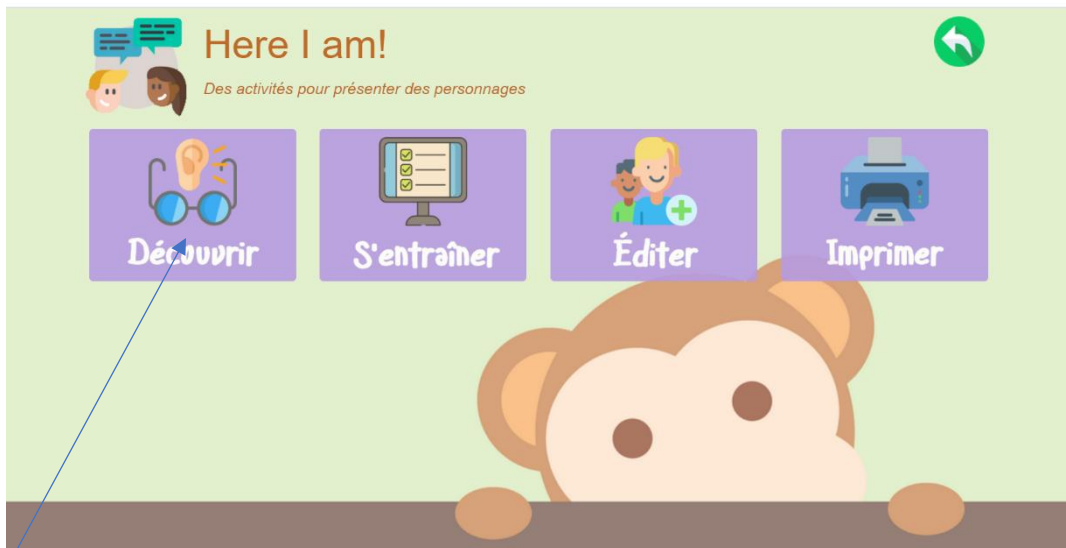 Here I am!
Des activités pour présenter des personnages
Découvrir
S'entraîner
Éditer
Imprimer